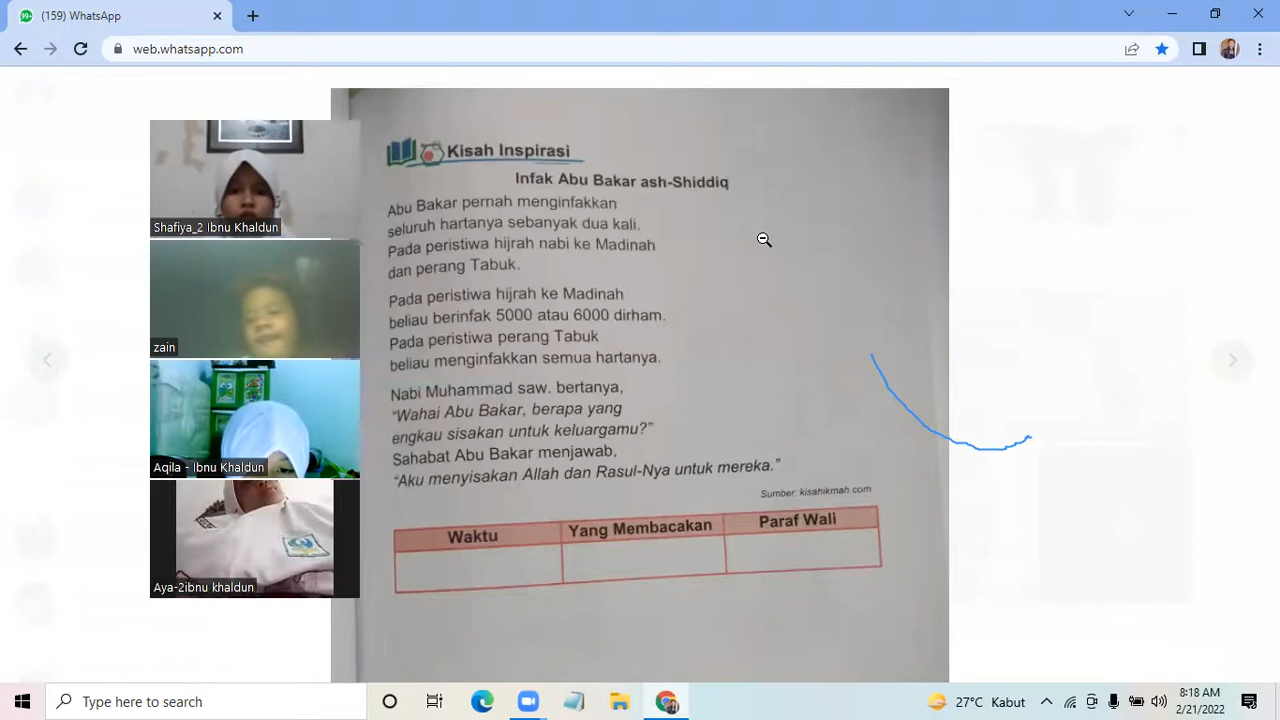 99+
(159) WhatsApp
web.whatsapp.com
Kisah Inspirasi
Infak Abu Bakar ash-Shiddiq
Abu Bakar pernah menginfakkan
seluruh hartanya sebanyak dua kali.
Pada peristiwa hijrah nabi ke Madinah
dan perang Tabuk.
Pada peristiwa hijrah ke Madinah
beliau berinfak 5000 atau 6000 dirham.
Pada peristiwa perang Tabuk
beliau menginfakkan semua hartanya.
Nabi Muhammad saw. bertanya,
“Wahai Abu Bakar, berapa yang
engkau sisakan untuk keluargamu?”
Sahabat Abu Bakar menjawab,
“Aku menyisakan Allah dan Rasul-Nya untuk mereka.”
Sumber: kisahikmah.com
Waktu Yang Membacakan Paraf Wali
Shafiya_2 Ibnu Khaldun
zain
Aqila - Ibnu Khaldun
Aya-2ibnu khaldun
Type here to search
27°C Kabut
8:18 AM
2/21/2022